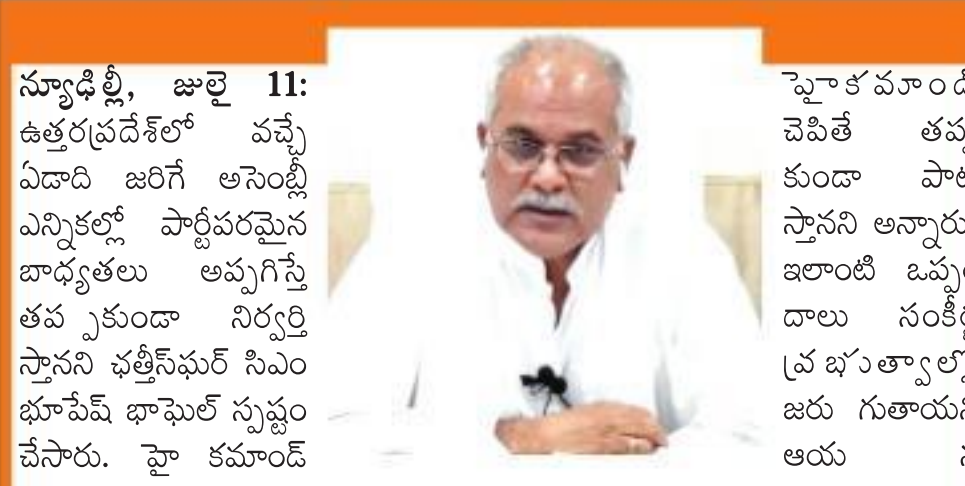 న్యూఢిల్లీ, జులై 11:
ఉత్తరప్రదేశ్‌లో వచ్చే
ఏడాది జరిగే అసెంబ్లీ
ఎన్నికల్లో పార్టీపరమైన
బాధ్యతలు అప్పగిస్తే
తప ్పకుండా నిర్వర్తి
స్తానని ఛత్తీస్‌ఘర్ సిఎం
భూపేష్ భాఘెల్ స్పష్టం
చేసారు. హై కమాండ్
చెపితే
కుండా
స్తానని అన్నారు
ఇలాంటి
దాలు
జరు
ఆయ